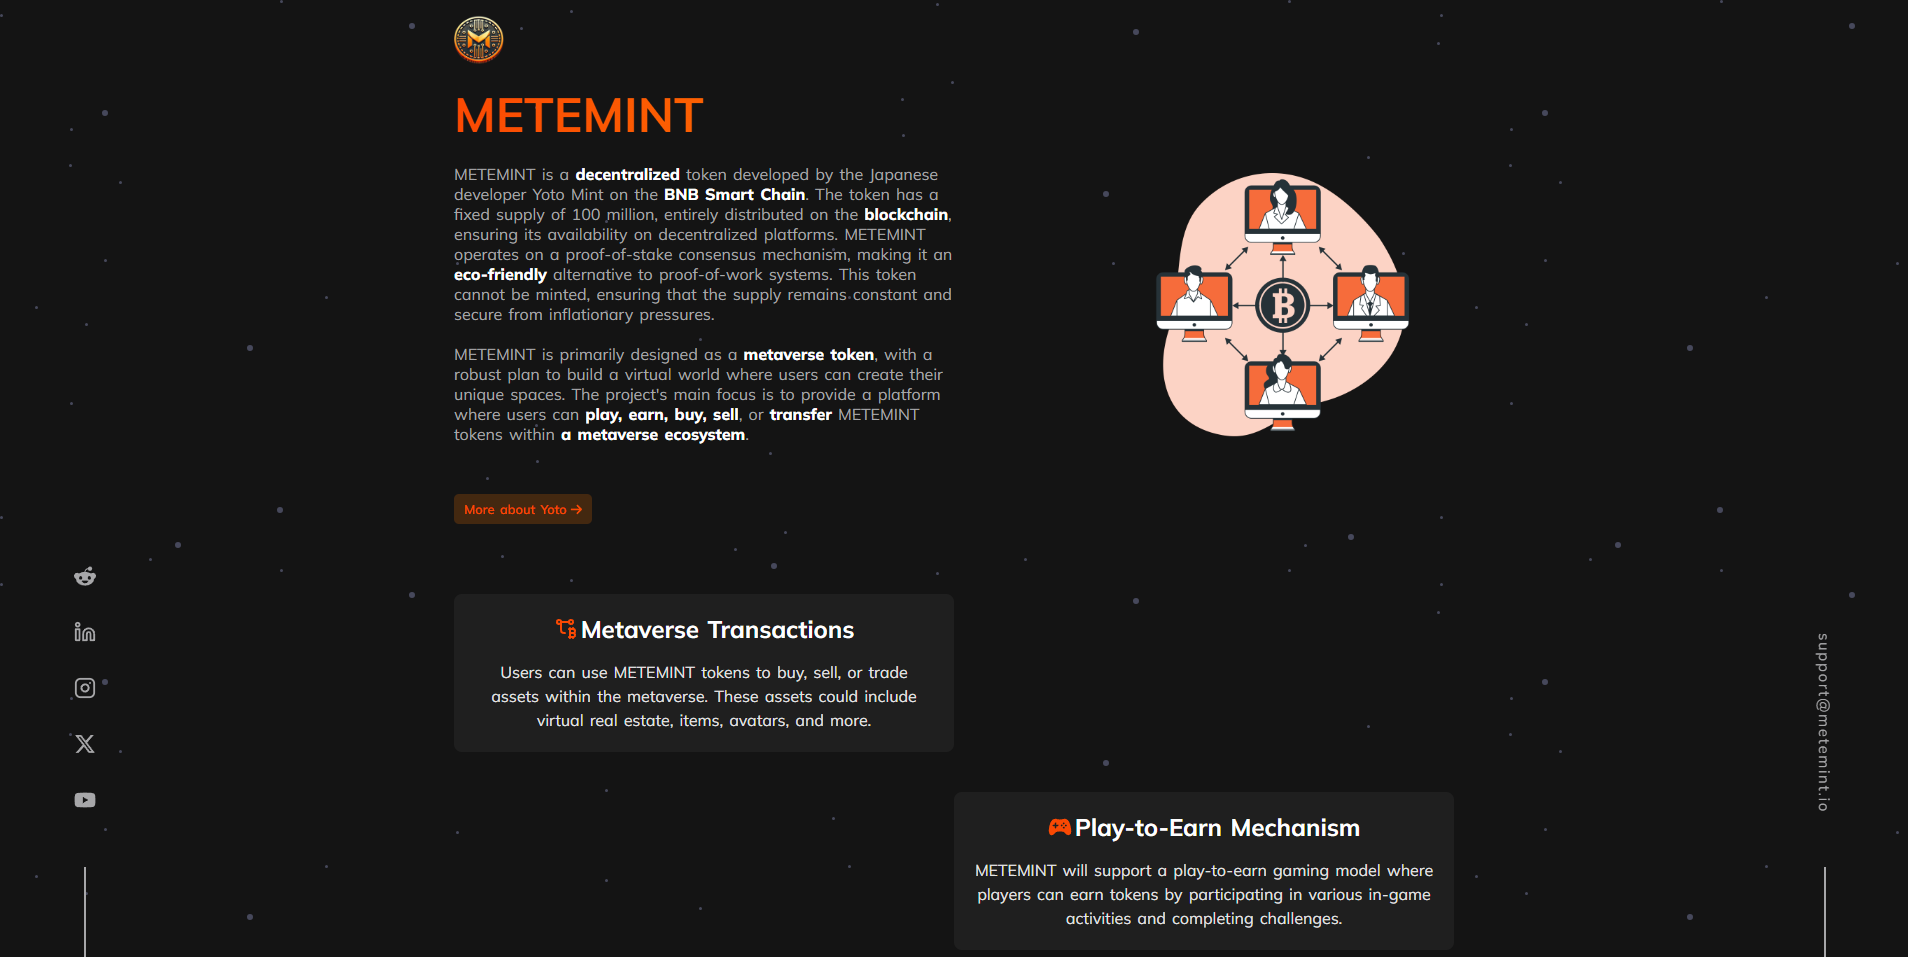 METEMINT
METEMINT is a decentralized token developed by the Japanese
developer Yoto Mint on the BNB Smart Chain. The token has a
fixed supply of 100 million, entirely distributed on the blockchain,
ensuring its availability on decentralized platforms. METEMINT
operates on a proof-of-stake consensus mechanism, making it an
eco-friendly alternative to proof-of-work systems. This token
cannot be minted, ensuring that the supply remains constant and
secure from inflationary pressures.
METEMINT is primarily designed as a metaverse token, with a
robust plan to build a virtual world where users can create their
unique spaces. The project's main focus is to provide a platform
where users can play, earn, buy, sell, or transfer METEMINT
tokens within a metaverse ecosystem.
More about Yoto →
Metaverse Transactions
Users can use METEMINT tokens to buy, sell, or trade
assets within the metaverse. These assets could include
virtual real estate, items, avatars, and more.
Play-to-Earn Mechanism
METEMINT will support a play-to-earn gaming model where
players can earn tokens by participating in various in-game
activities and completing challenges.
support@metemint.io